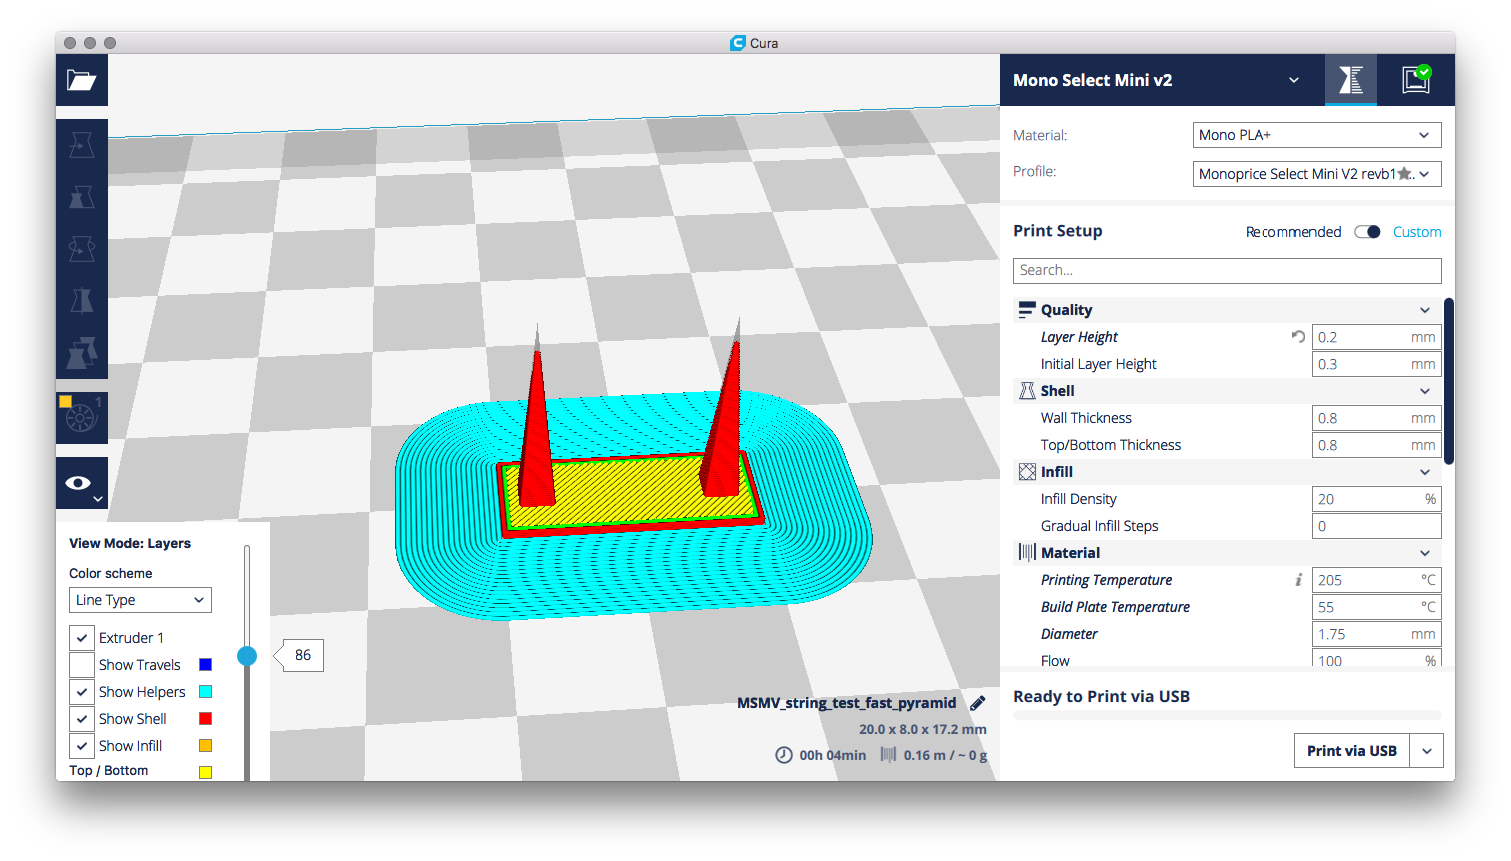 Cura
Mono Select Mini v2
Material:
Mono PLA+
Profile:
Monoprice Select Mini V2 revb1 ..
Print Setup
Recommended
Custom
Search...
Quality
Layer Height
0.2 mm
Initial Layer Height
0.3 mm
Shell
Wall Thickness
0.8 mm
Top/Bottom Thickness
0.8 mm
Infill
Infill Density
20 %
Gradual Infill Steps
0
Material
Printing Temperature
205 °C
Build Plate Temperature
55 °C
Diameter
1.75 mm
Flow
100 %
Ready to Print via USB
Print via USB
1
View Mode: Layers
Color scheme
Line Type
Extruder 1
Show Travels
Show Helpers
Show Shell
Show Infill
Top / Bottom
86
MSMV_string_test_fast_pyramid
20.0 x 8.0 x 17.2 mm
00h 04min
0.16 m / ~ 0 g